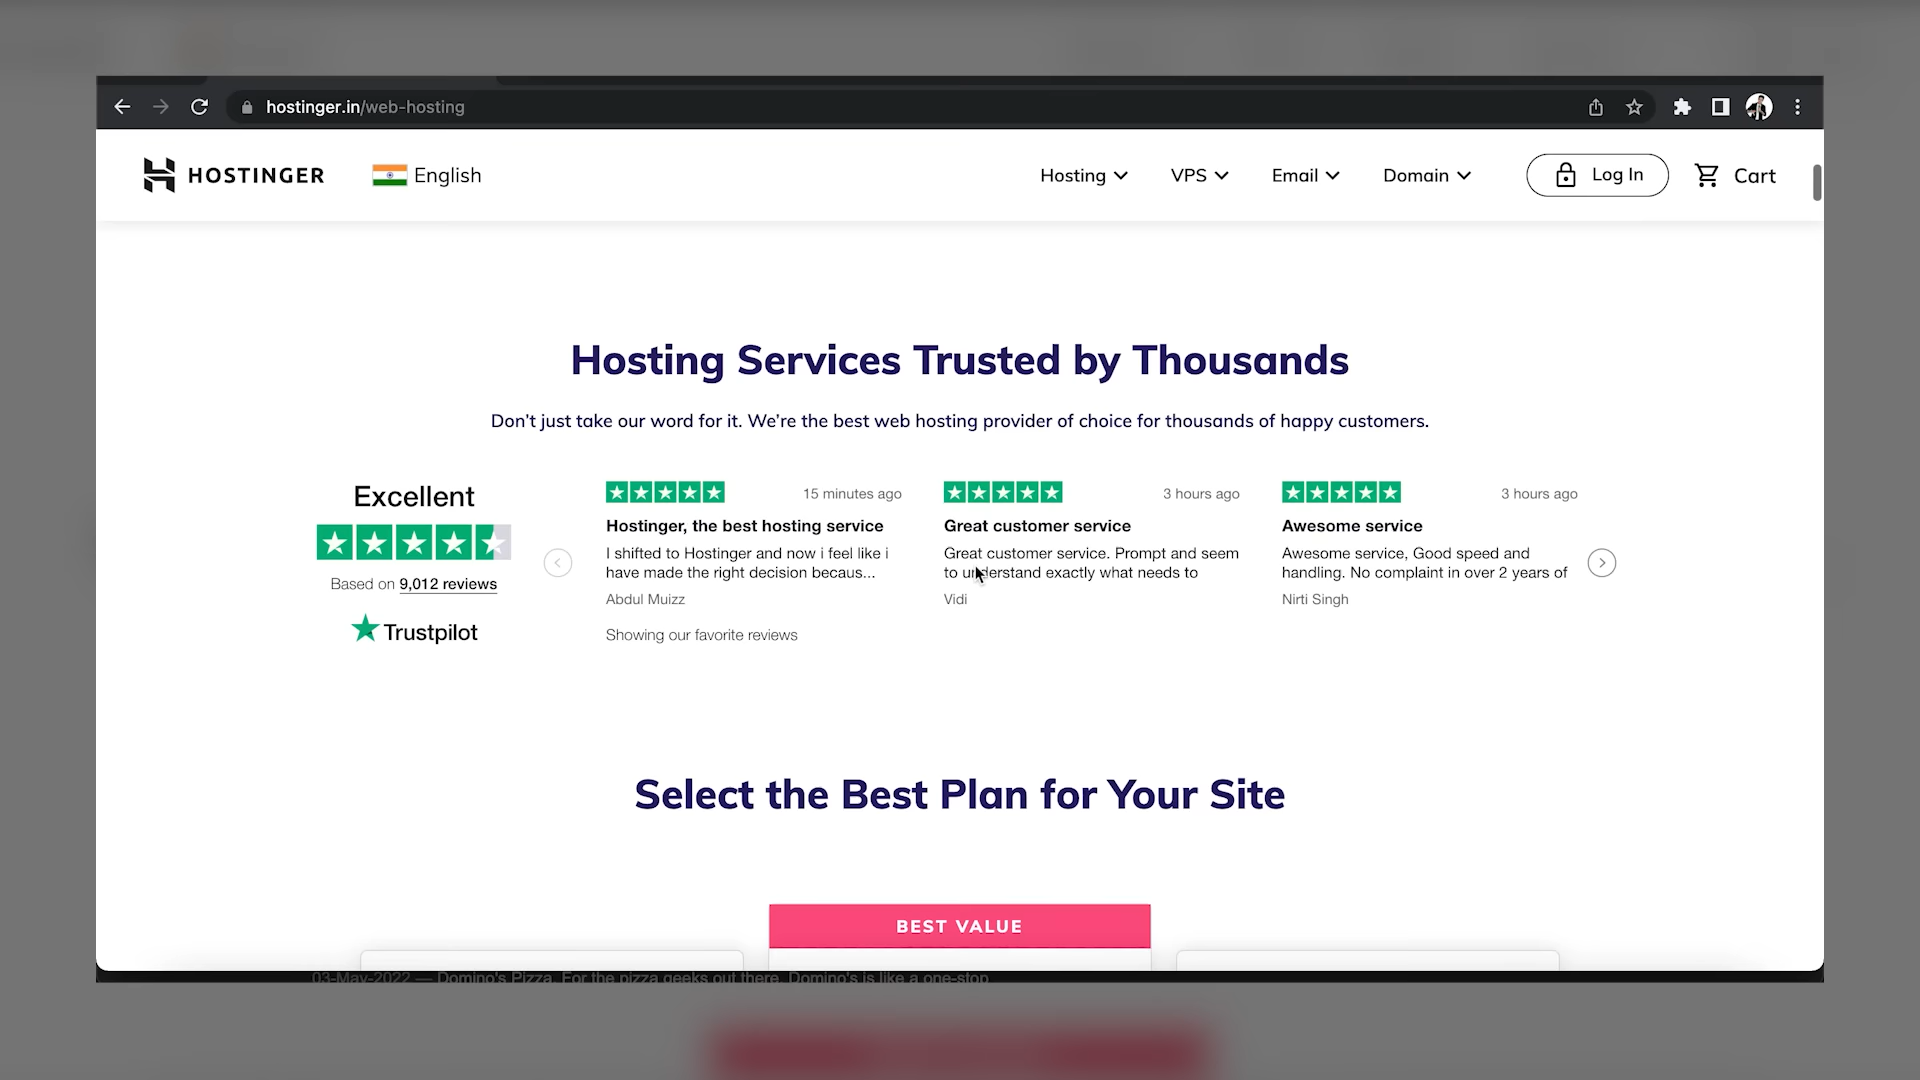 hostinger.in/web-hosting
HOSTINGER
English
Hosting
VPS
Email
Domain
Log In
Cart
Hosting Services Trusted by Thousands
Don't just take our word for it. We're the best web hosting provider of choice for thousands of happy customers.
Excellent
Based on 9,012 reviews
Trustpilot
15 minutes ago
Hostinger, the best hosting service
I shifted to Hostinger and now i feel like i
have made the right decision becaus...
Abdul Muizz
Showing our favorite reviews
3 hours ago
Great customer service
Great customer service. Prompt and seem
to understand exactly what needs to
Vidi
3 hours ago
Awesome service
Awesome service, Good speed and
handling. No complaint in over 2 years of
Nirti Singh
Select the Best Plan for Your Site
BEST VALUE
03-May-2022 — Domino's Pizza. For the pizza geeks out there, Domino's is like a one-stop